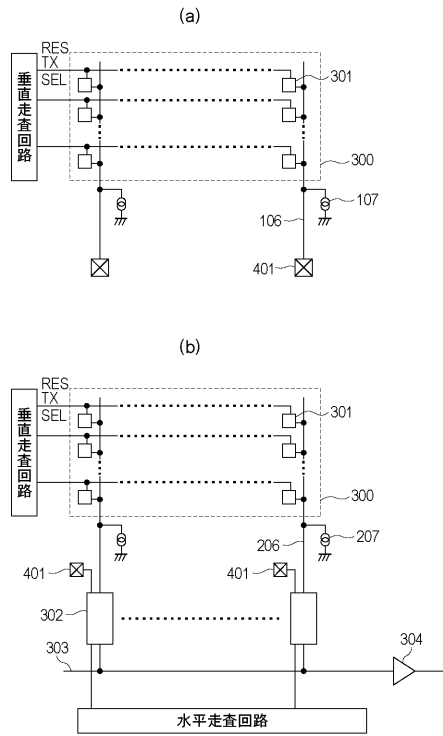 (a)
RES
TX
SEL
垂直走査回路
301
300
107
106
401
(b)
RES
TX
SEL
垂直走査回路
301
300
206
207
401
401
302
303
304
水平走査回路